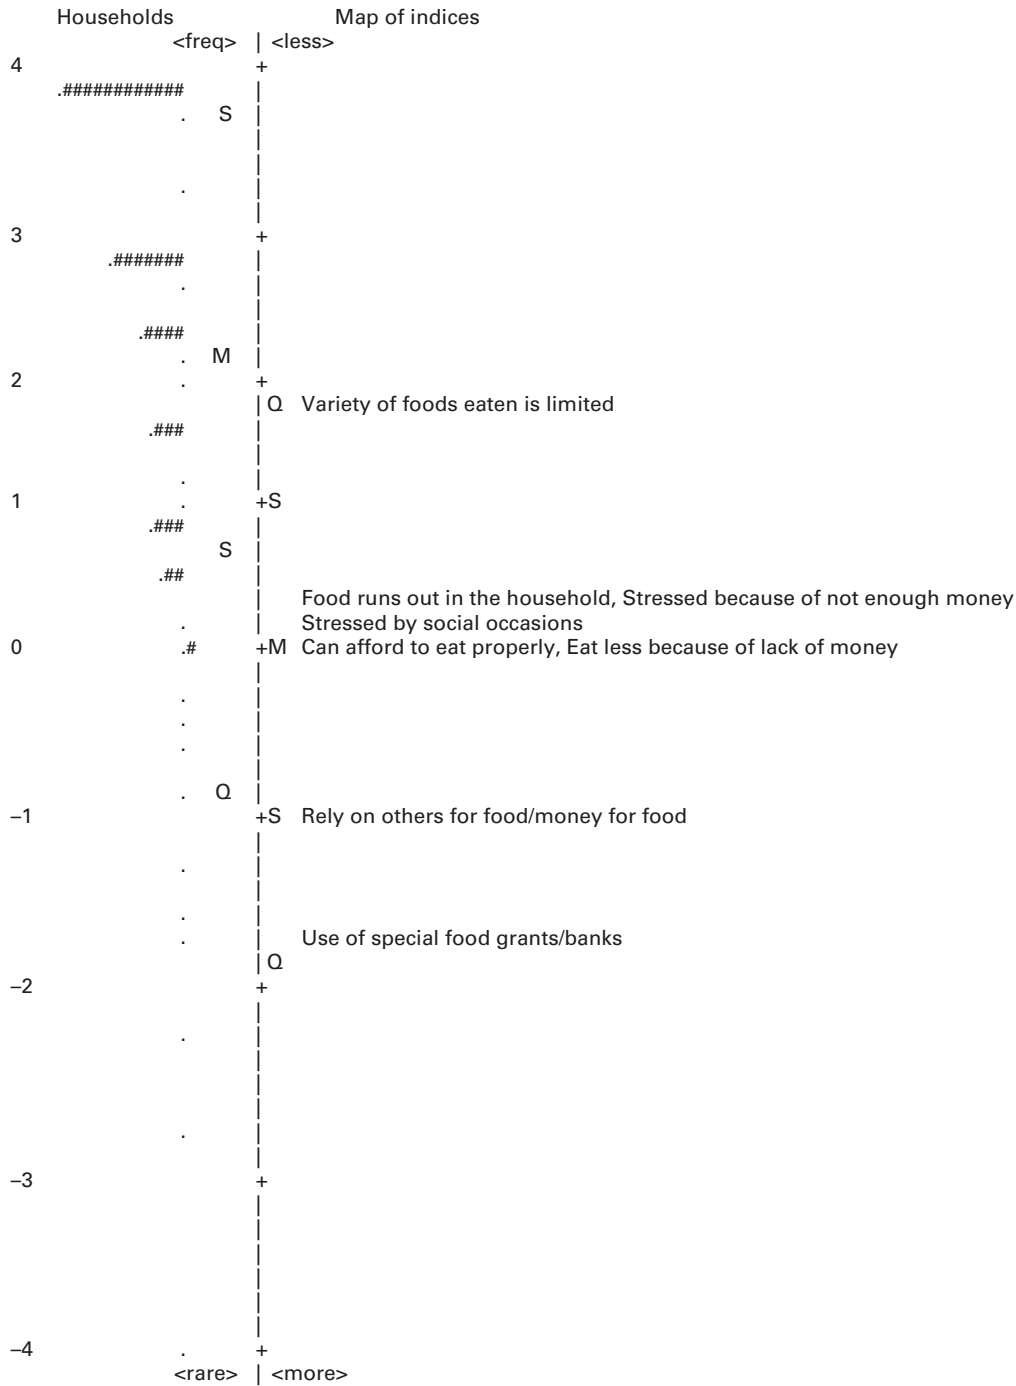 Households Map of indices
<freq> | <less>
4 +
.############ |
. S |
|
|
. |
|
3 +
.####### |
. |
|
.#### |
. M |
2 . +
|Q Variety of foods eaten is limited
.### |
|
. |
1 . +S
.### |
S |
.## |
| Food runs out in the household, Stressed because of not enough money
. | Stressed by social occasions
0 .# +M Can afford to eat properly, Eat less because of lack of money
|
. |
. |
. |
|
. Q |
–1 +S Rely on others for food/money for food
|
. |
|
. |
. | Use of special food grants/banks
|Q
–2 +
|
. |
|
|
|
. |
|
–3 +
|
|
|
|
|
|
–4 . +
<rare> | <more>